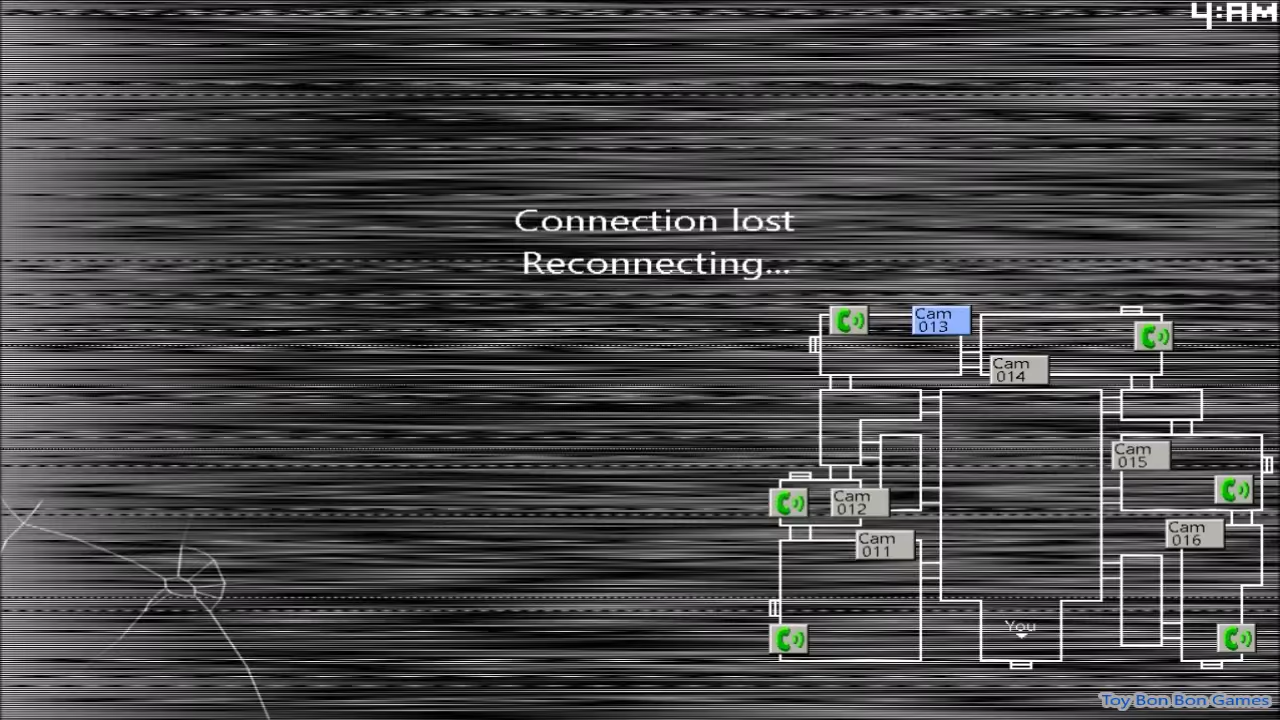 4:AM
Connection lost
Reconnecting...
Cam
013
Cam
014
Cam
015
Cam
012
Cam
016
Cam
011
You
Toy Bon Bon Games